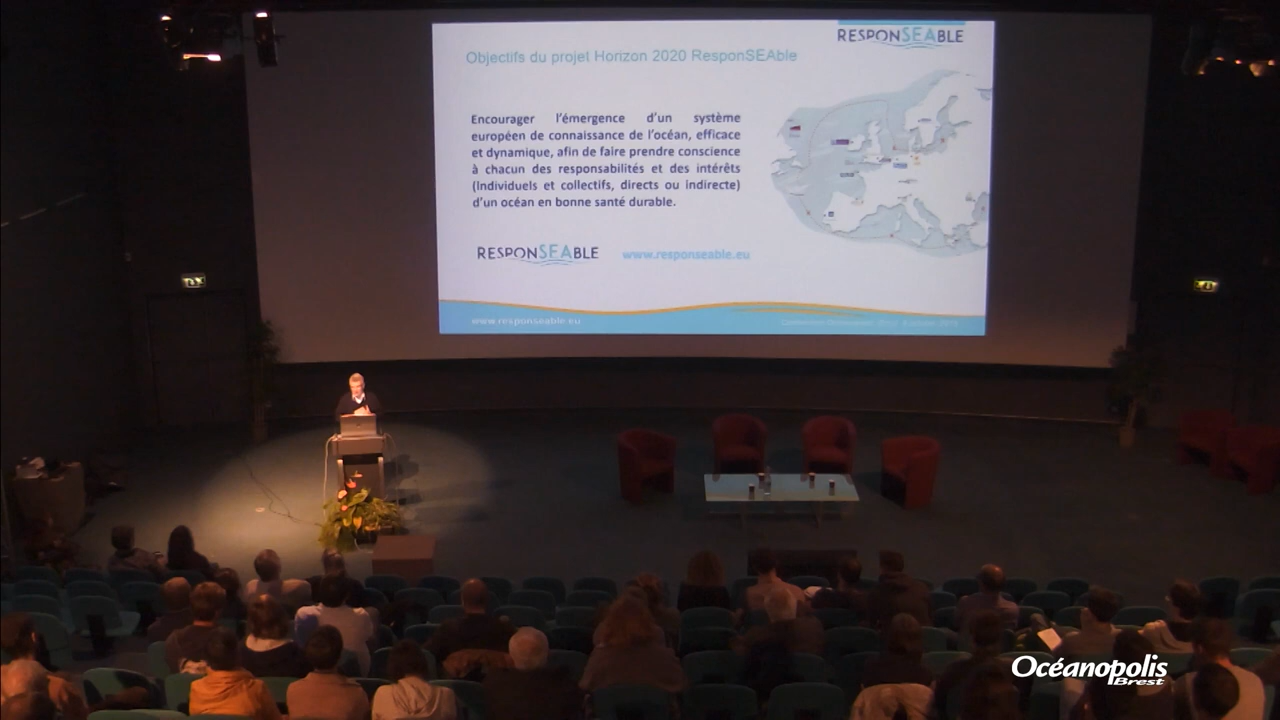 RESPONSEABLE
Objectifs du projet Horizon 2020 ResponSEAble
Encourager l'émergence d'un système
européen de connaissance de l'océan, efficace
et dynamique, afin de faire prendre conscience
à chacun des responsabilités et des intérêts
(Individuels et collectifs, directs ou indirecte)
d'un océan en bonne santé durable.
RESPONSEABLE www.responseable.eu
www.responseable.eu
Océanopolis
Brest